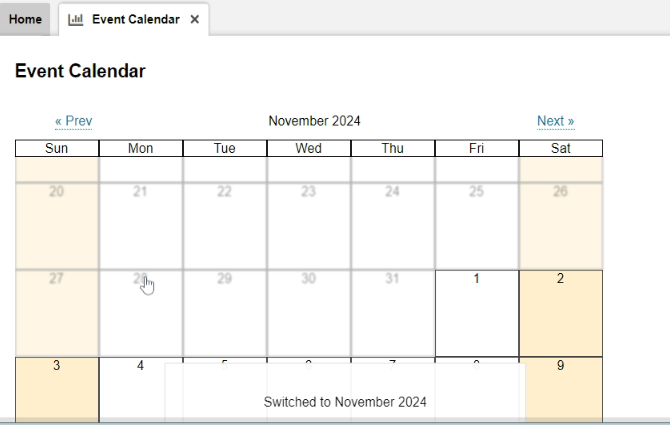 Home Event Calendar ×
Event Calendar
« Prev November 2024 Next »
Sun Mon Tue Wed Thu Fri Sat
20 21 22 23 24 25 26
27 28 29 30 31 1 2
3 4 9
Switched to November 2024